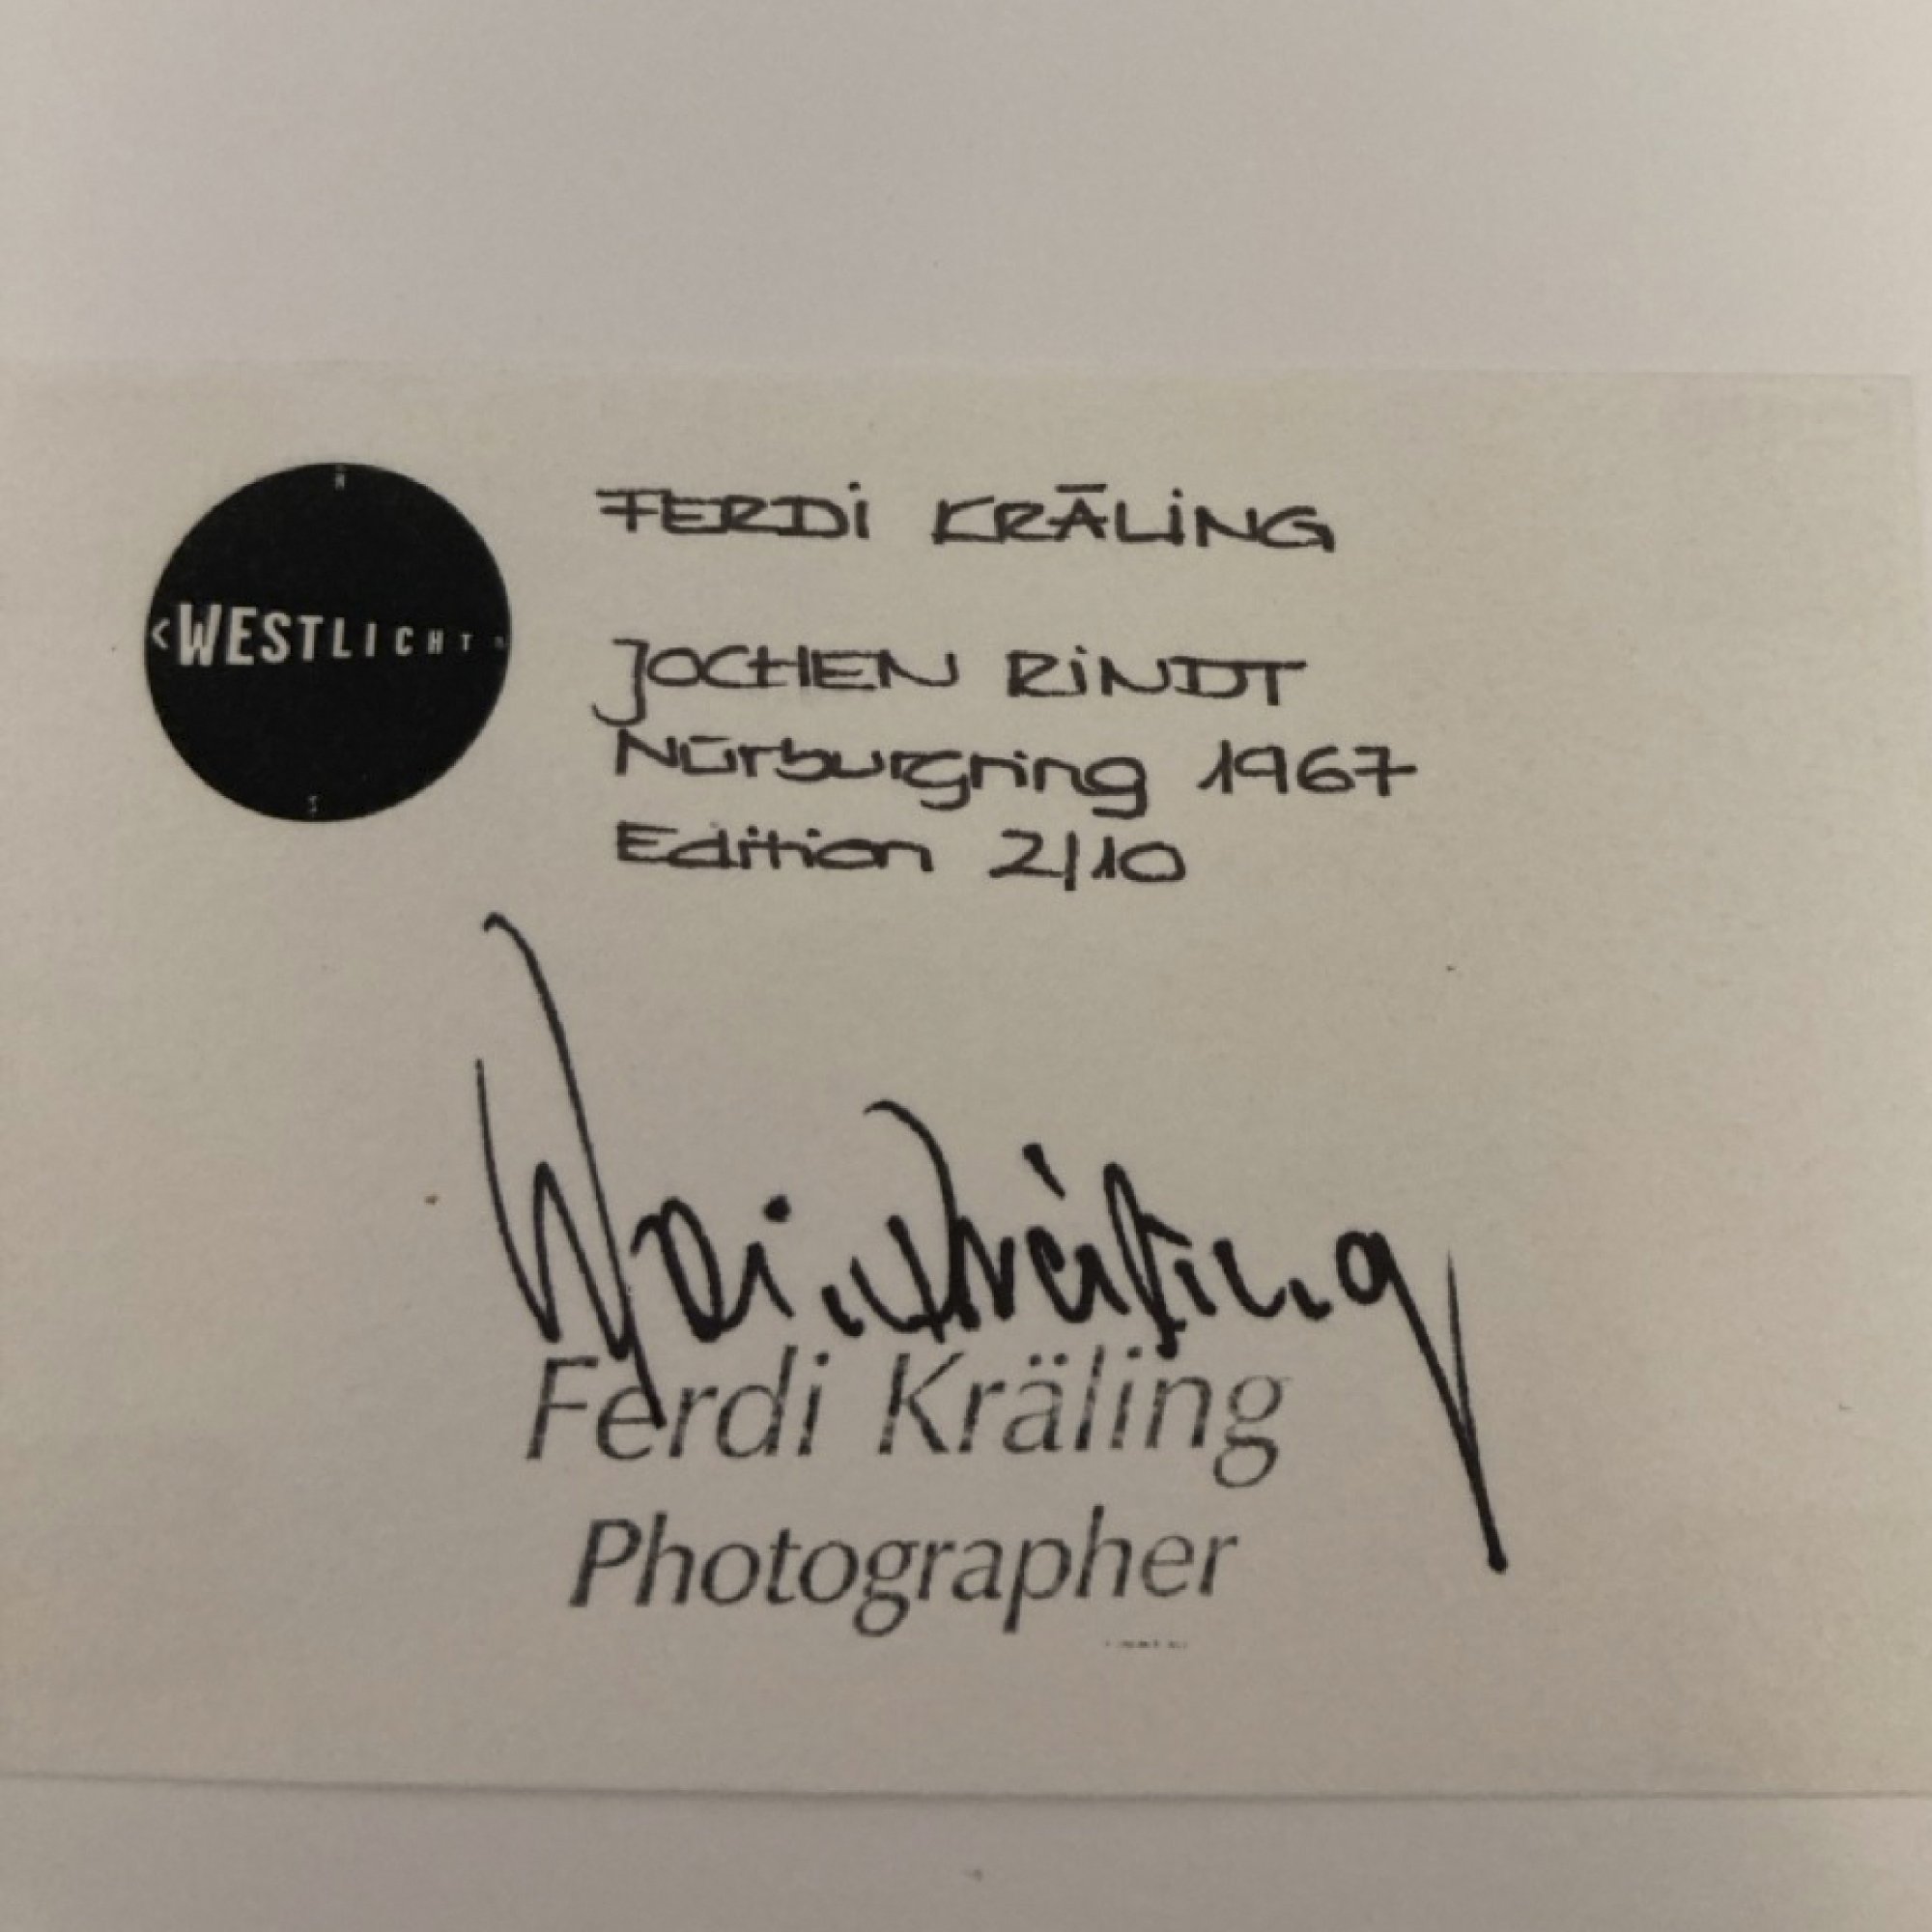 <WESTLICHT
FERDi KRÄLiNG
JOCHEN RiNDT
Nürburgring 1967
Edition 2/10
Ferdi Kräling
Photographer